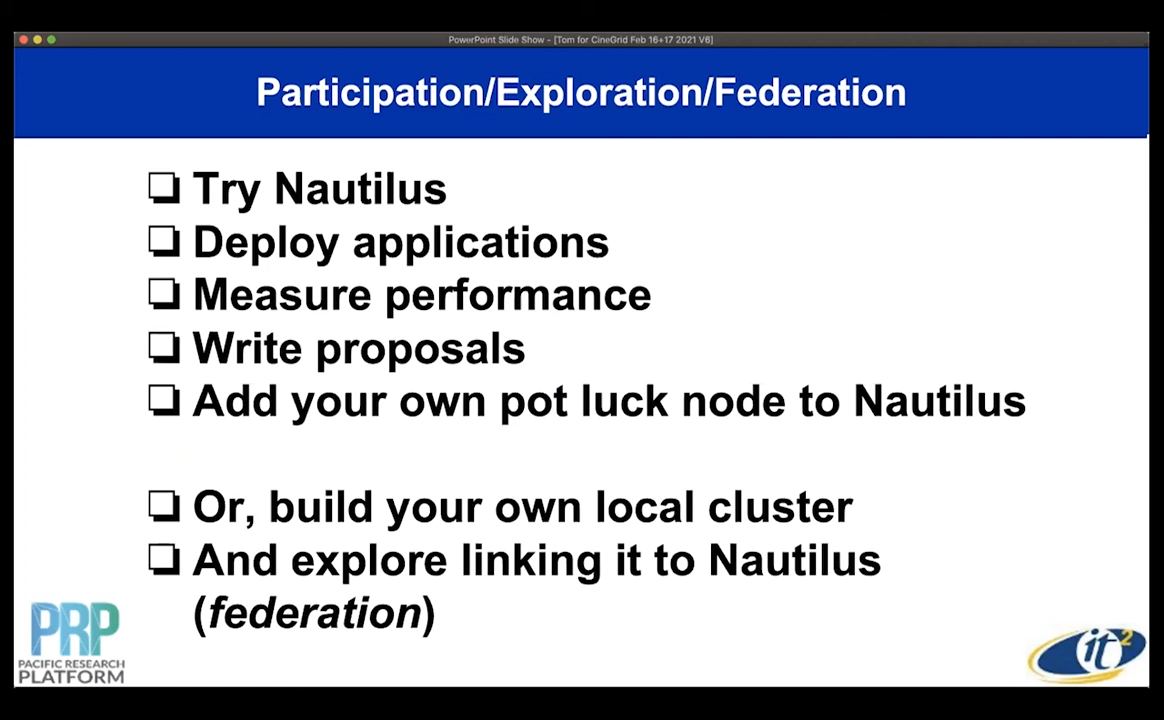 PowerPoint Slide Show - [Tom for CineGrid Feb 16+17 2021 V6]
Participation/Exploration/Federation
Try Nautilus
Deploy applications
Measure performance
Write proposals
Add your own pot luck node to Nautilus
Or, build your own local cluster
And explore linking it to Nautilus
(federation)
PRP
PACIFIC RESEARCH
PLATFORM
it2